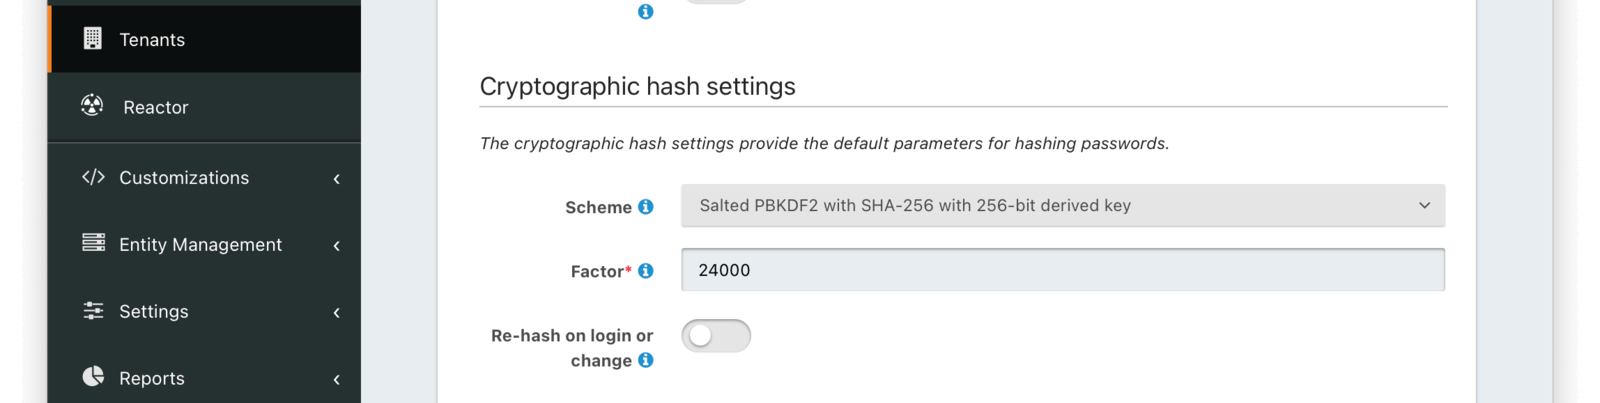 Tenants
Reactor
Customizations
Entity Management
Settings
Reports
Cryptographic hash settings
The cryptographic hash settings provide the default parameters for hashing passwords.
Scheme
Salted PBKDF2 with SHA-256 with 256-bit derived key
Factor*
24000
Re-hash on login or
change